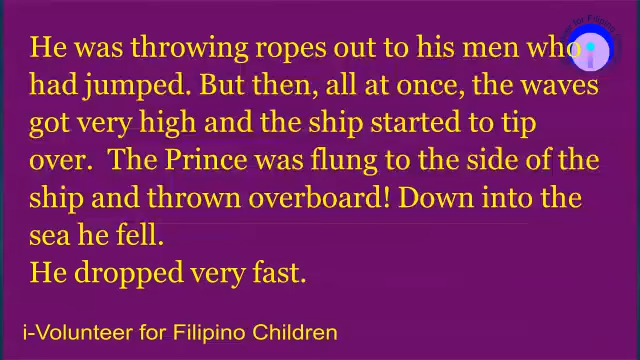 He was throwing ropes out to his men who
had jumped. But then, all at once, the waves
got very high and the ship started to tip
over.  The Prince was flung to the side of the
ship and thrown overboard! Down into the
sea he fell.
He dropped very fast.
i-Volunteer for Filipino Children